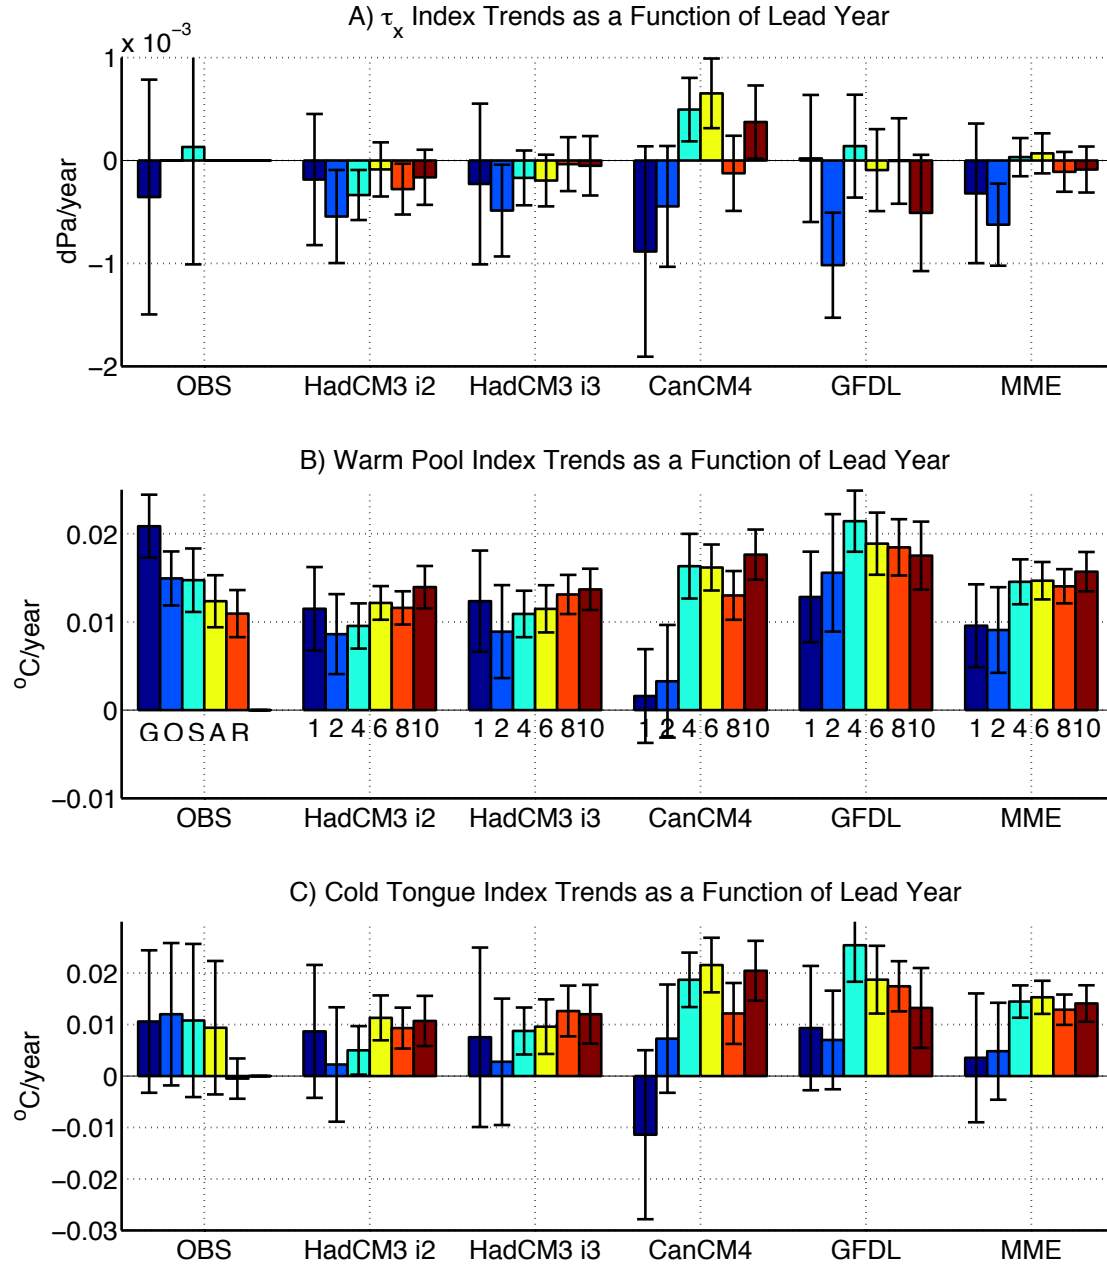 A) τx Index Trends as a Function of Lead Year
1 x 10−3
0
−1
−2
dPa/year
OBS HadCM3 i2 HadCM3 i3 CanCM4 GFDL MME
B) Warm Pool Index Trends as a Function of Lead Year
0.02
0.01
0
−0.01
oC/year
G O S A R 1 2 4 6 8 10 1 2 4 6 8 10 1 2 4 6 8 10 1 2 4 6 8 10 1 2 4 6 8 10
OBS HadCM3 i2 HadCM3 i3 CanCM4 GFDL MME
C) Cold Tongue Index Trends as a Function of Lead Year
0.02
0.01
0
−0.01
−0.02
−0.03
oC/year
OBS HadCM3 i2 HadCM3 i3 CanCM4 GFDL MME